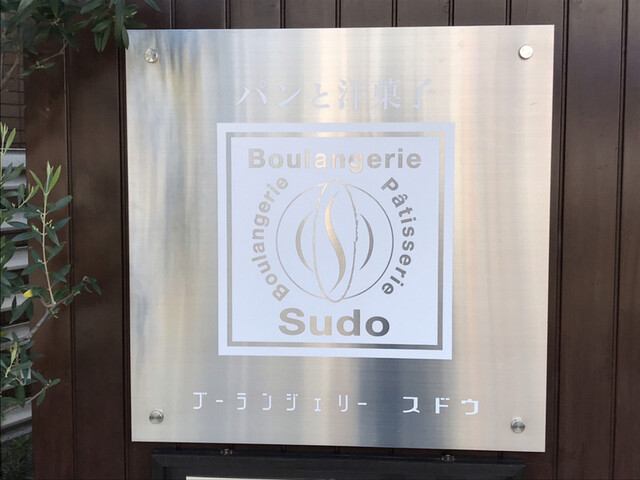 パンと洋菓子
Boulangerie
Boulangerie
Pâtisserie
Sudo
ブーランジェリー スドウ